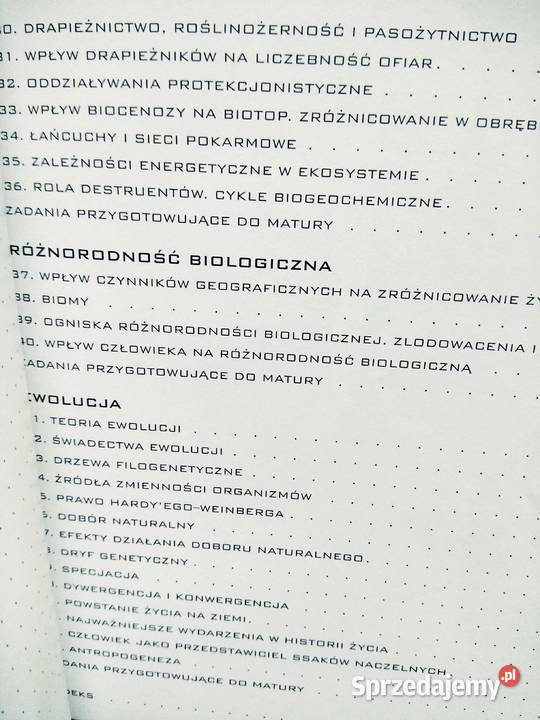 30. DRAPIEŻNICTWO, ROŚLINOŻERNOŚĆ I PASOŻYTNICTWO
31. WPŁYW DRAPIEŻNIKÓW NA LICZEBNOŚĆ OFIAR
32. ODDZIAŁYWANIA PROTEKCJONISTYCZNE
33. WPŁYW BIOCENOZY NA BIOTOP. ZRÓŻNICOWANIE W OBRĘB
34. ŁAŃCUCHY I SIECI POKARMOWE
35. ZALEŻNOŚCI ENERGETYCZNE W EKOSYSTEMIE
36. ROLA DESTRUENTÓW. CYKLE BIOGEOCHEMICZNE
ZADANIA PRZYGOTOWUJĄCE DO MATURY
RÓŻNORODNOŚĆ BIOLOGICZNA
37. WPŁYW CZYNNIKÓW GEOGRAFICZNYCH NA ZRÓŻNICOWANIE ŻY
38. BIOMY
39. OGNISKA RÓŻNORODNOŚCI BIOLOGICZNEJ. ZLODOWACENIA I
40. WPŁYW CZŁOWIEKA NA RÓŻNORODNOŚĆ BIOLOGICZNĄ
ZADANIA PRZYGOTOWUJĄCE DO MATURY
EWOLUCJA
1. TEORIA EWOLUCJI
2. ŚWIADECTWA EWOLUCJI
3. DRZEWA FILOGENETYCZNE
4. ŹRÓDŁA ZMIENNOŚCI ORGANIZMÓW
5. PRAWO HARDY'EGO–WEINBERGA
6. DOBÓR NATURALNY
7. EFEKTY DZIAŁANIA DOBORU NATURALNEGO
8. DRYF GENETYCZNY
9. SPECJACJA
DYWERGENCJA I KONWERGENCJA
POWSTANIE ŻYCIA NA ZIEMI
NAJWAŻNIEJSZE WYDARZENIA W HISTORII ŻYCIA
CZŁOWIEK JAKO PRZEDSTAWICIEL SSAKÓW NACZELNYCH
ANTROPOGENEZA
DANIA PRZYGOTOWUJĄCE DO MATURY
DEKS
Sprzedajemy.pl